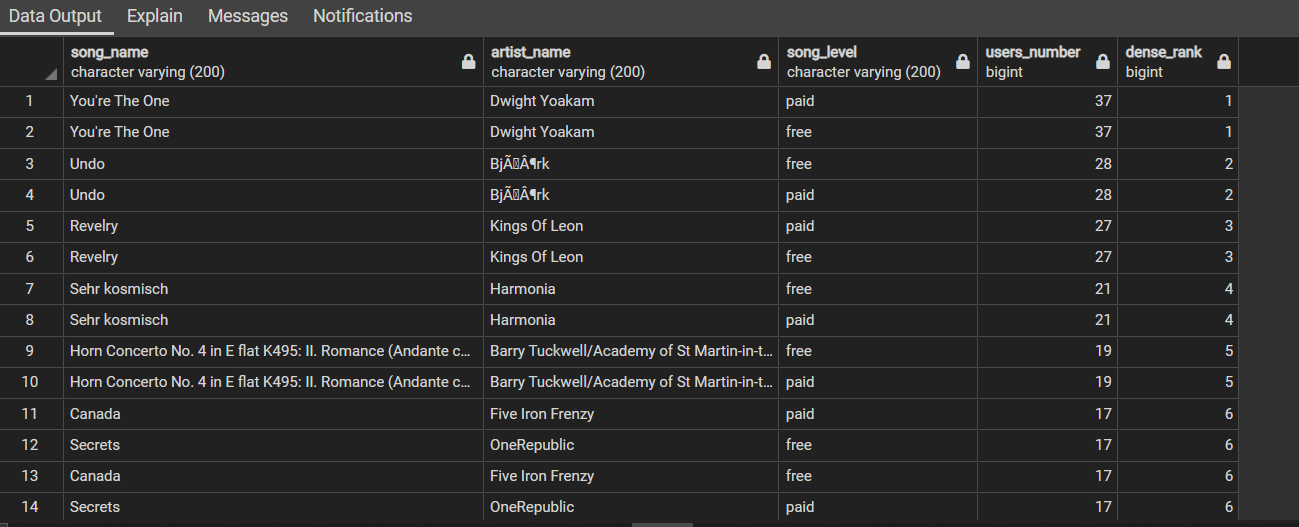 Data Output Explain Messages Notifications
song_name artist_name song_level users_number dense_rank
character varying (200) character varying (200) character varying (200) bigint bigint
1 You're The One Dwight Yoakam paid 37 1
2 You're The One Dwight Yoakam free 37 1
3 Undo BjÃ Â¶rk free 28 2
4 Undo BjÃ Â¶rk paid 28 2
5 Revelry Kings Of Leon paid 27 3
6 Revelry Kings Of Leon free 27 3
7 Sehr kosmisch Harmonia free 21 4
8 Sehr kosmisch Harmonia paid 21 4
9 Horn Concerto No. 4 in E flat K495: II. Romance (Andante c... Barry Tuckwell/Academy of St Martin-in-t... free 19 5
10 Horn Concerto No. 4 in E flat K495: II. Romance (Andante c... Barry Tuckwell/Academy of St Martin-in-t... paid 19 5
11 Canada Five Iron Frenzy paid 17 6
12 Secrets OneRepublic free 17 6
13 Canada Five Iron Frenzy free 17 6
14 Secrets OneRepublic paid 17 6